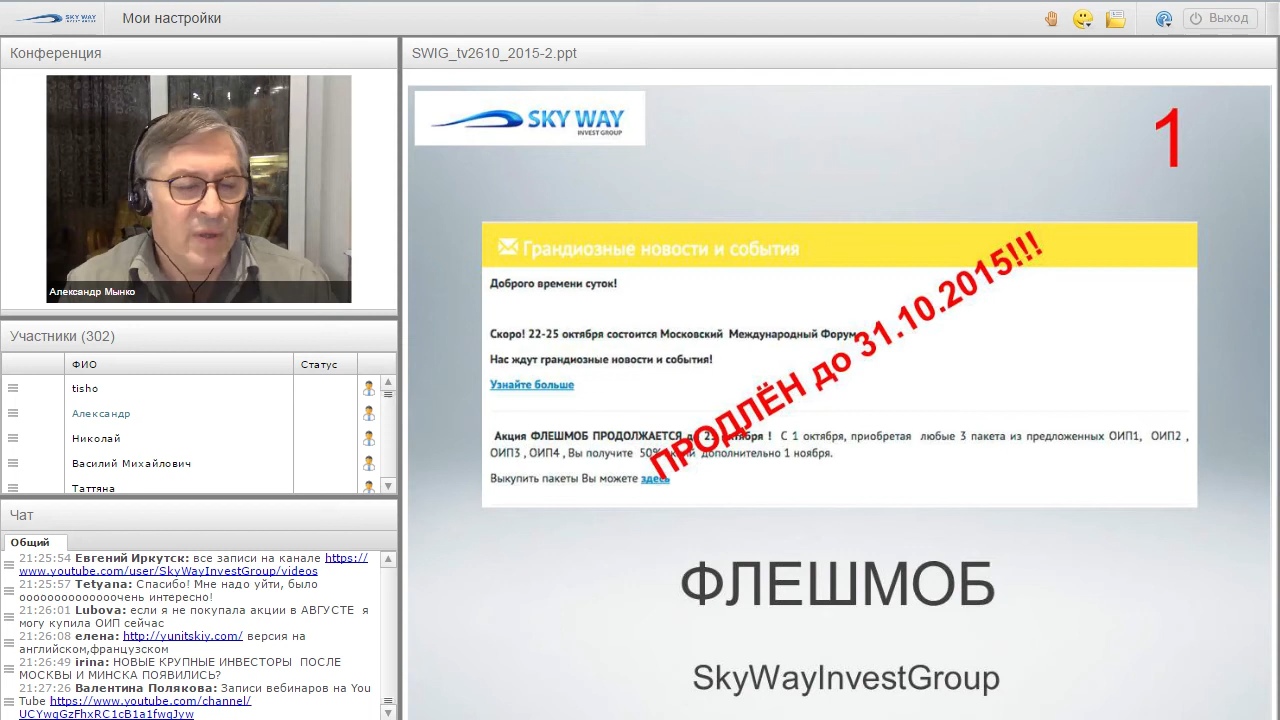 SKY WAY
INVEST GROUP
Мои настройки
Выход
Конференция
Александр Мынко
Участники (302)
ФИО
Статус
tisho
Александр
Николай
Василий Михайлович
Таттяна
Чат
Общий
21:25:54 Евгений Иркутск: все записи на канале https://
www.youtube.com/user/SkyWayInvestGroup/videos
21:25:57 Tetyana: Спасибо! Мне надо уйти, было
оооооооооооооочень интересно!
21:26:01 Lubova: если я не покупала акции в АВГУСТЕ я
могу купила ОИП сейчас
21:26:08 елена: http://yunitskiy.com/ версия на
английском,французском
21:26:49 irina: НОВЫЕ КРУПНЫЕ ИНВЕСТОРЫ ПОСЛЕ
МОСКВЫ И МИНСКА ПОЯВИЛИСЬ?
21:27:26 Валентина Полякова: Записи вебинаров на You
Tube https://www.youtube.com/channel/
UCYwgGzFhxRC1cB1a1fwgJyw
SWIG_tv2610_2015-2.ppt
SKY WAY
INVEST GROUP
1
Грандиозные новости и события
Доброго времени суток!
Скоро! 22-25 октября состоится Московский Международный Форум
Нас ждут грандиозные новости и события!
Узнайте больше
ПРОДЛЁН до 31.10.2015!!!
Акция ФЛЕШМОБ ПРОДОЛЖАЕТСЯ до 25 октября ! С 1 октября, приобретая любые 3 пакета из предложенных ОИП1, ОИП2 ,
ОИП3 , ОИП4 , Вы получите 50% акций дополнительно 1 ноября.
Выкупить пакеты Вы можете здесь
ФЛЕШМОБ
SkyWayInvestGroup